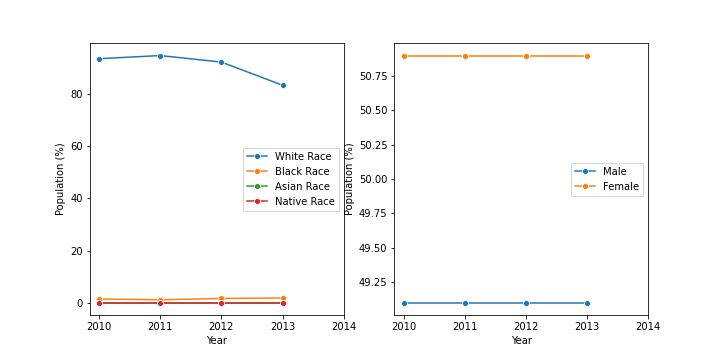 Population (%)
80
60
40
20
0
2010 2011 2012 2013 2014
Year
White Race
Black Race
Asian Race
Native Race
Population (%)
50.75
50.50
50.25
50.00
49.75
49.50
49.25
2010 2011 2012 2013 2014
Year
Male
Female